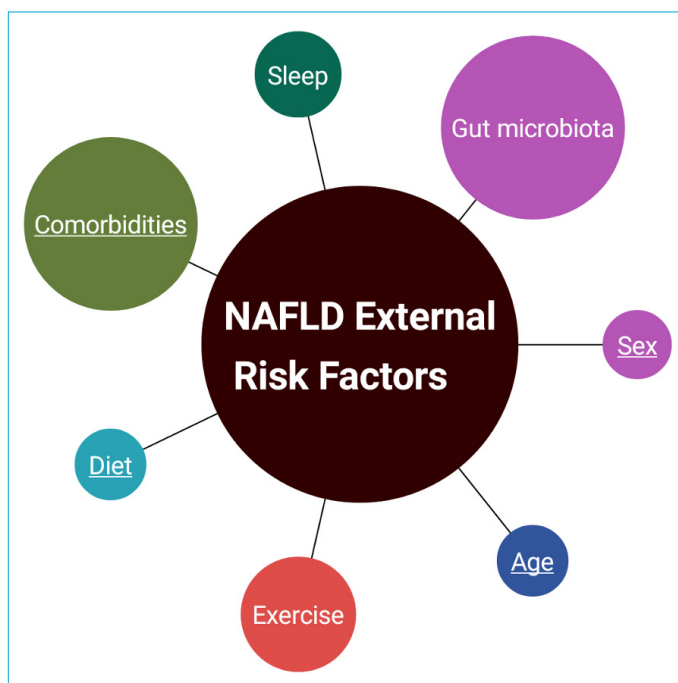 Sleep
Gut microbiota
Comorbidities
NAFLD External
Risk Factors
Sex
Diet
Age
Exercise